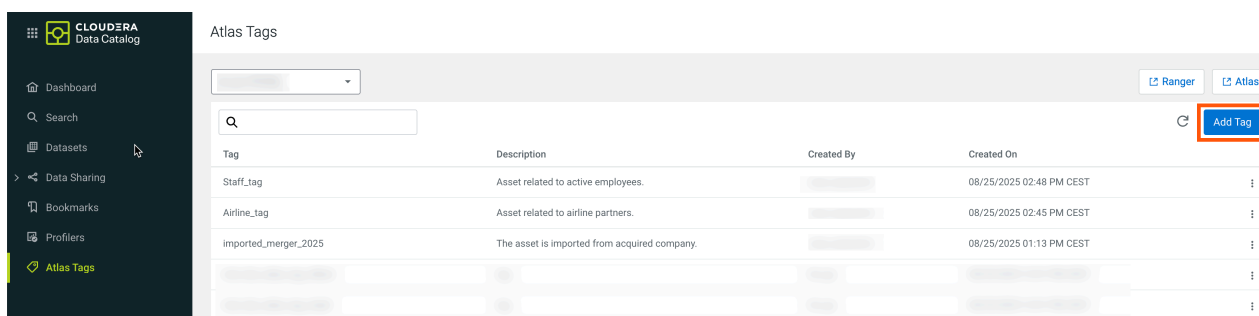 CLOUDERA
Data Catalog
Dashboard
Search
Datasets
Data Sharing
Bookmarks
Profilers
Atlas Tags
Atlas Tags
Ranger Atlas
Add Tag
Tag Description Created By Created On
Staff_tag Asset related to active employees. 08/25/2025 02:48 PM CEST
Airline_tag Asset related to airline partners. 08/25/2025 02:45 PM CEST
imported_merger_2025 The asset is imported from acquired company. 08/25/2025 01:13 PM CEST